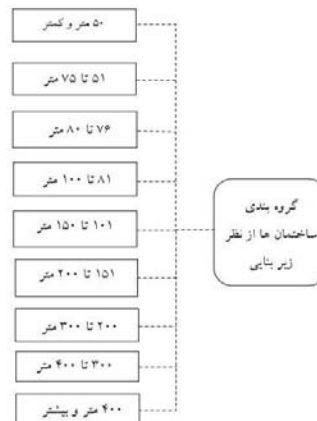 ۵۰ متر و کمتر
۵۱ تا ۷۵ متر
۷۶ تا ۸۰ متر
۸۱ تا ۱۰۰ متر
۱۰۱ تا ۱۵۰ متر
۱۵۱ تا ۲۰۰ متر
۲۰۰ تا ۳۰۰ متر
۳۰۰ تا ۴۰۰ متر
۴۰۰ متر و بیشتر
گروه بندی
ساختمان ها از نظر
زیر بنایی